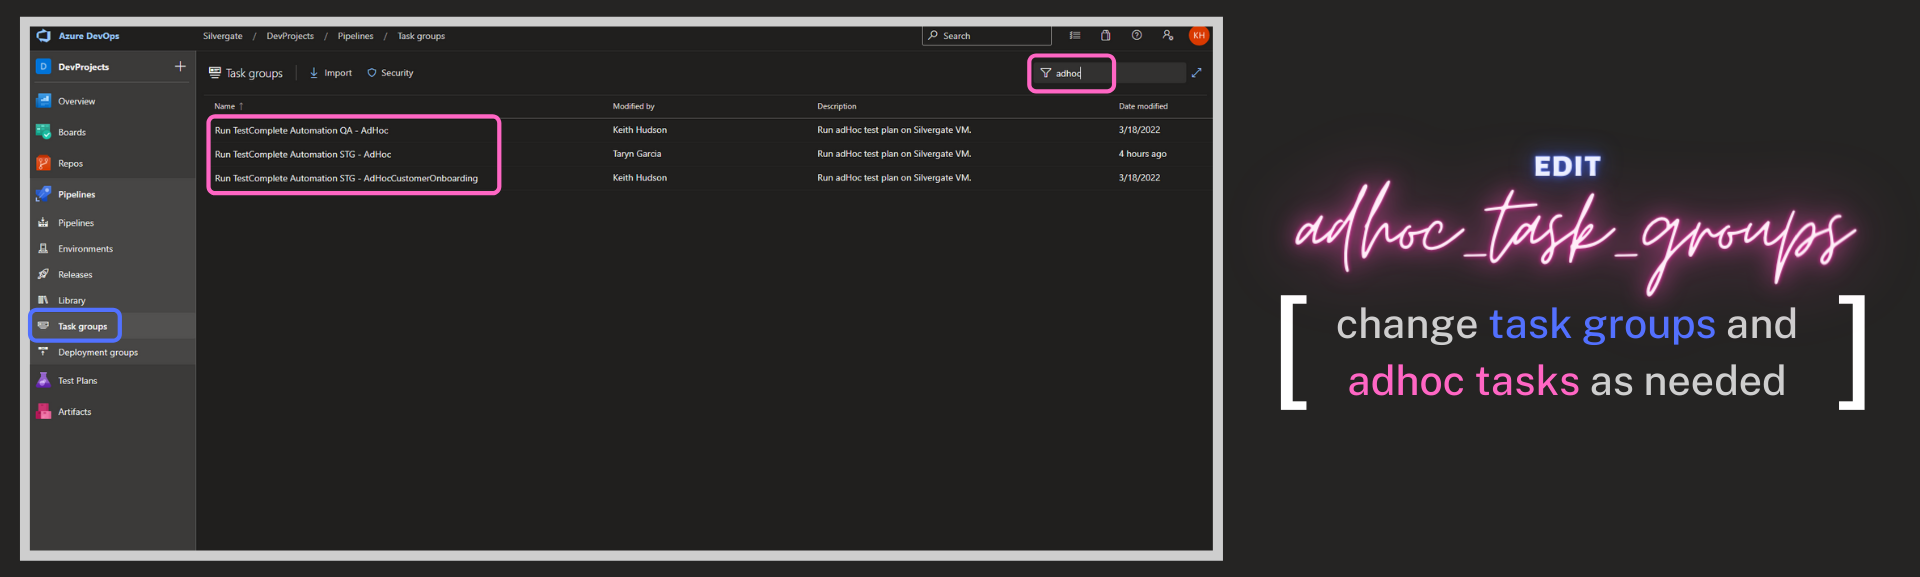 Azure DevOps
Silvergate / DevProjects / Pipelines / Task groups
Search
KH
D DevProjects +
Overview
Boards
Repos
Pipelines
Pipelines
Environments
Releases
Library
Task groups
Deployment groups
Test Plans
Artifacts
Task groups Import Security
adhoc
Name ↑ Modified by Description Date modified
Run TestComplete Automation QA - AdHoc Keith Hudson Run adHoc test plan on Silvergate VM. 3/18/2022
Run TestComplete Automation STG - AdHoc Taryn Garcia Run adHoc test plan on Silvergate VM. 4 hours ago
Run TestComplete Automation STG - AdHocCustomerOnboarding Keith Hudson Run adHoc test plan on Silvergate VM. 3/18/2022
EDIT
adhoc_task_groups
[ change task groups and
adhoc tasks as needed ]